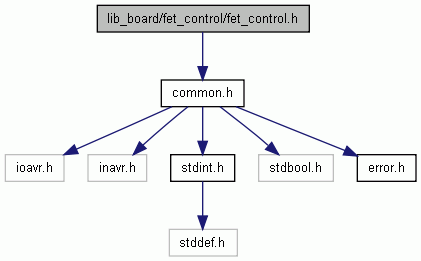 lib_board/fet_control/fet_control.h
common.h
ioavr.h
inavr.h
stdint.h
stdbool.h
error.h
stddef.h